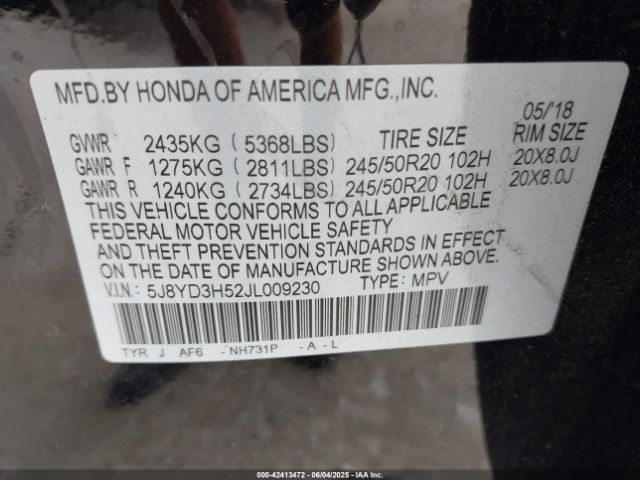 MFD.BY HONDA OF AMERICA MFG.,INC.
05/'18
GVWR 2435KG ( 5368LBS) TIRE SIZE RIM SIZE
GAWR F 1275KG ( 2811LBS) 245/50R20 102H 20X8.0J
GAWR R 1240KG ( 2734LBS) 245/50R20 102H 20X8.0J
THIS VEHICLE CONFORMS TO ALL APPLICABLE
FEDERAL MOTOR VEHICLE SAFETY
AND THEFT PREVENTION STANDARDS IN EFFECT
ON THE DATE OF MANUFACTURE SHOWN ABOVE.
V.I.N.: 5J8YD3H52JL009230 TYPE: MPV
TYR J AF6 - NH731P - A - L
000-42413472 - 06/04/2025 - IAA Inc.